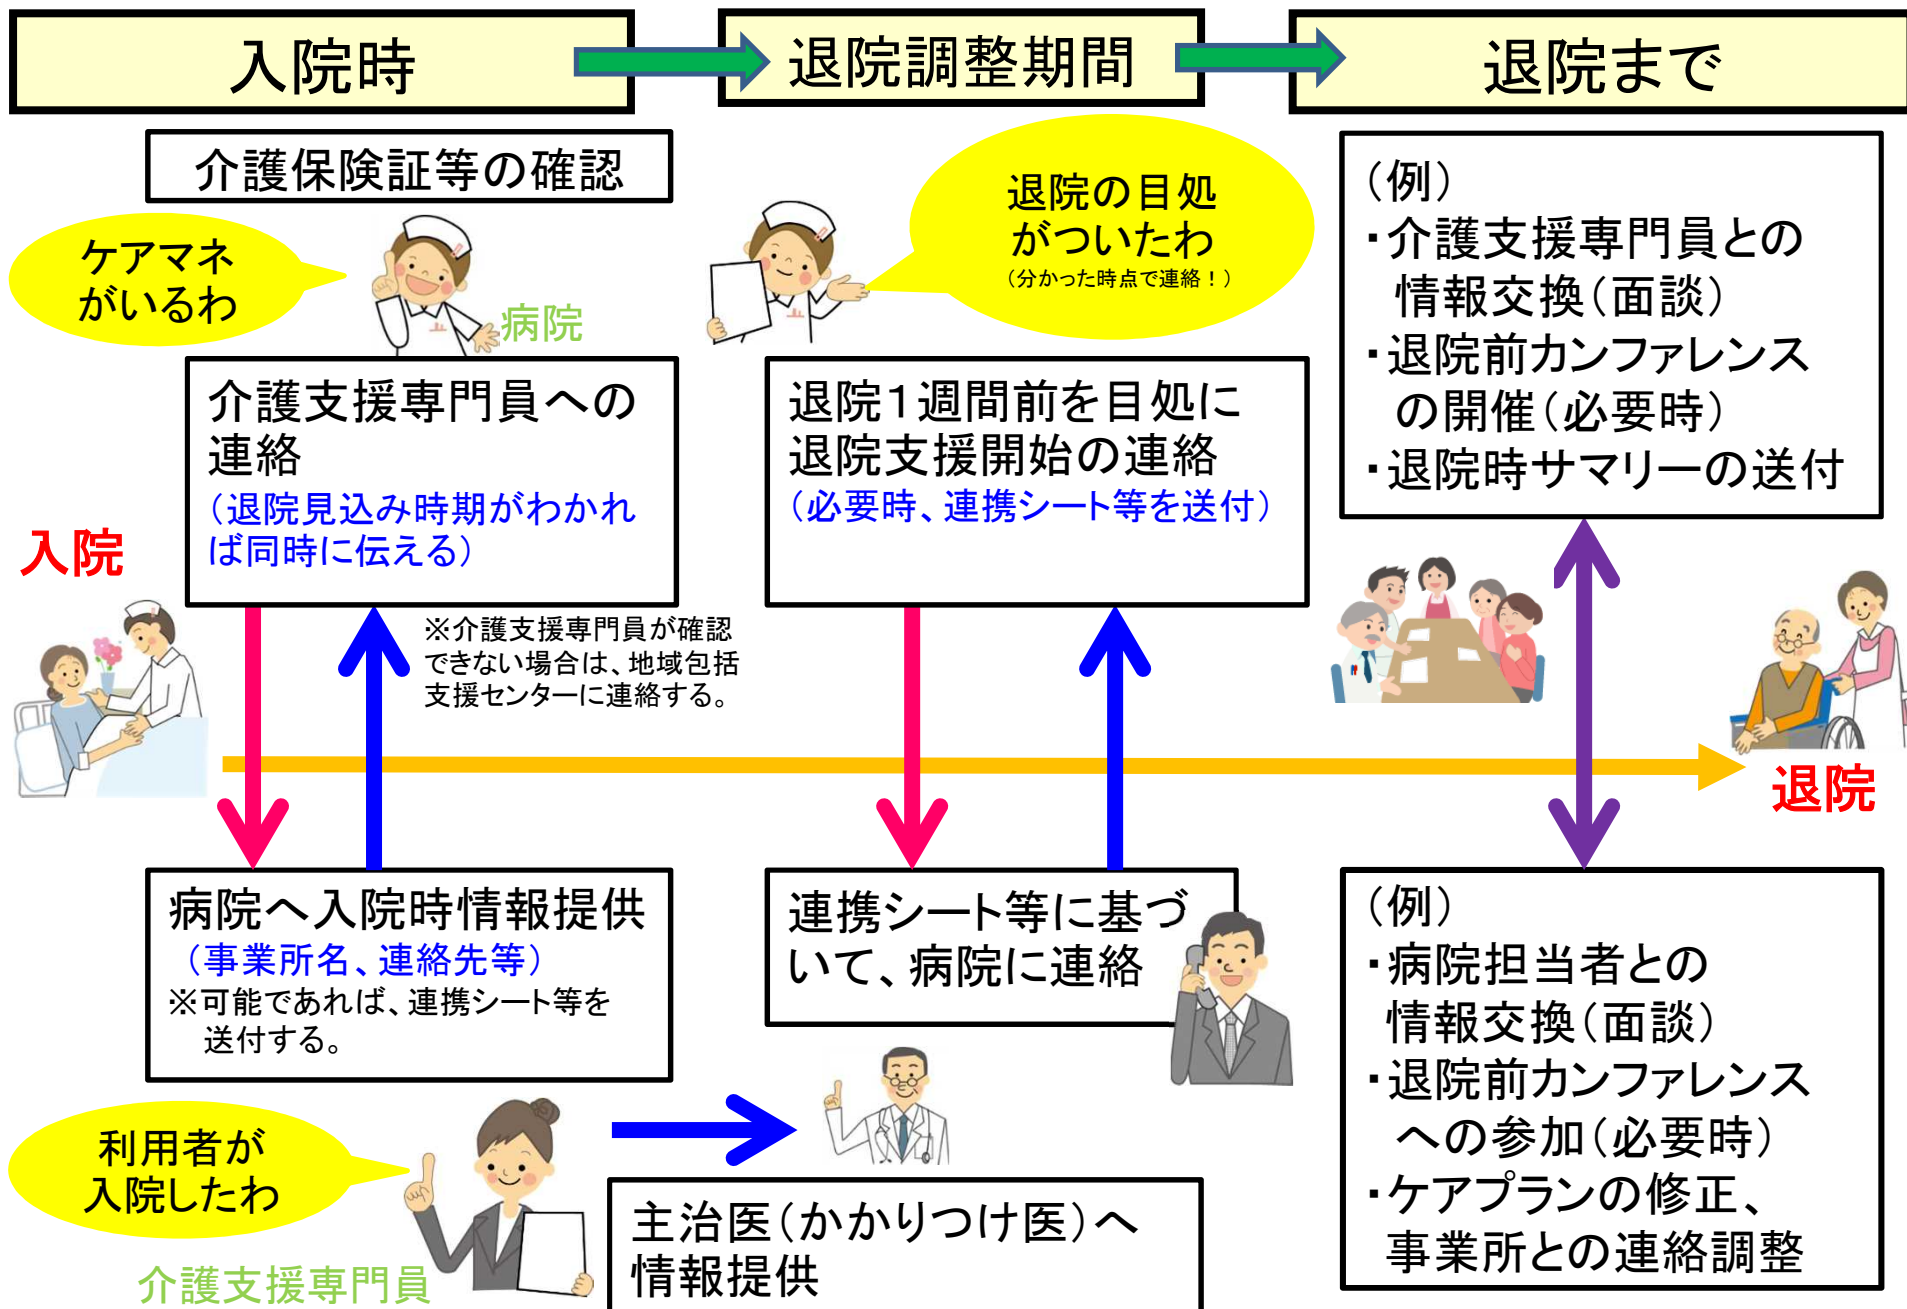 入院時
退院調整期間
退院まで
介護保険証等の確認
ケアマネ
がいるわ
病院
介護支援専門員への
連絡
（退院見込み時期がわかれ
ば同時に伝える）
※介護支援専門員が確認
できない場合は、地域包括
支援センターに連絡する。
退院の目処
がついたわ
（分かった時点で連絡！）
退院１週間前を目処に
退院支援開始の連絡
（必要時、連携シート等を送付）
（例）
・介護支援専門員との
情報交換（面談）
・退院前カンファレンス
の開催（必要時）
・退院時サマリーの送付
入院
退院
病院へ入院時情報提供
（事業所名、連絡先等）
※可能であれば、連携シート等を
送付する。
連携シート等に基づ
いて、病院に連絡
（例）
・病院担当者との
情報交換（面談）
・退院前カンファレンス
への参加（必要時）
・ケアプランの修正、
事業所との連絡調整
利用者が
入院したわ
介護支援専門員
主治医（かかりつけ医）へ
情報提供